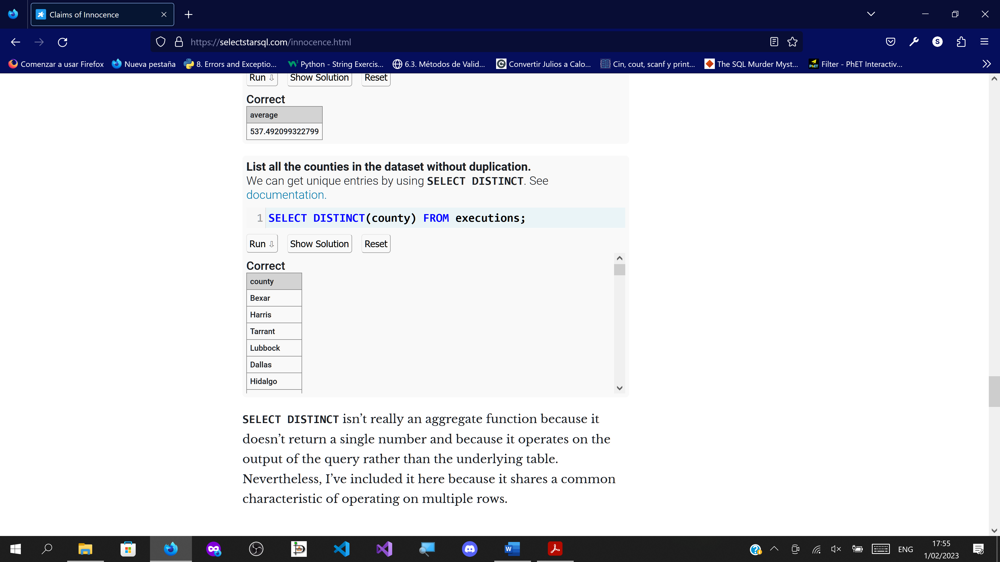 Claims of Innocence
https://selectstarsql.com/innocence.html
S
Comenzar a usar Firefox
Nueva pestaña
8. Errors and Exceptio...
Python - String Exercis...
6.3. Métodos de Valid...
Convertir Julios a Calo...
Cin, cout, scanf y print...
The SQL Murder Myst...
Filter - PhET Interactiv...
Run ⇩ Show Solution Reset
Correct
average
537.492099322799
List all the counties in the dataset without duplication.
We can get unique entries by using SELECT DISTINCT. See
documentation.
1 SELECT DISTINCT(county) FROM executions;
Run ⇩ Show Solution Reset
Correct
county
Bexar
Harris
Tarrant
Lubbock
Dallas
Hidalgo
SELECT DISTINCT isn’t really an aggregate function because it
doesn’t return a single number and because it operates on the
output of the query rather than the underlying table.
Nevertheless, I’ve included it here because it shares a common
characteristic of operating on multiple rows.
ENG
17:55
1/02/2023